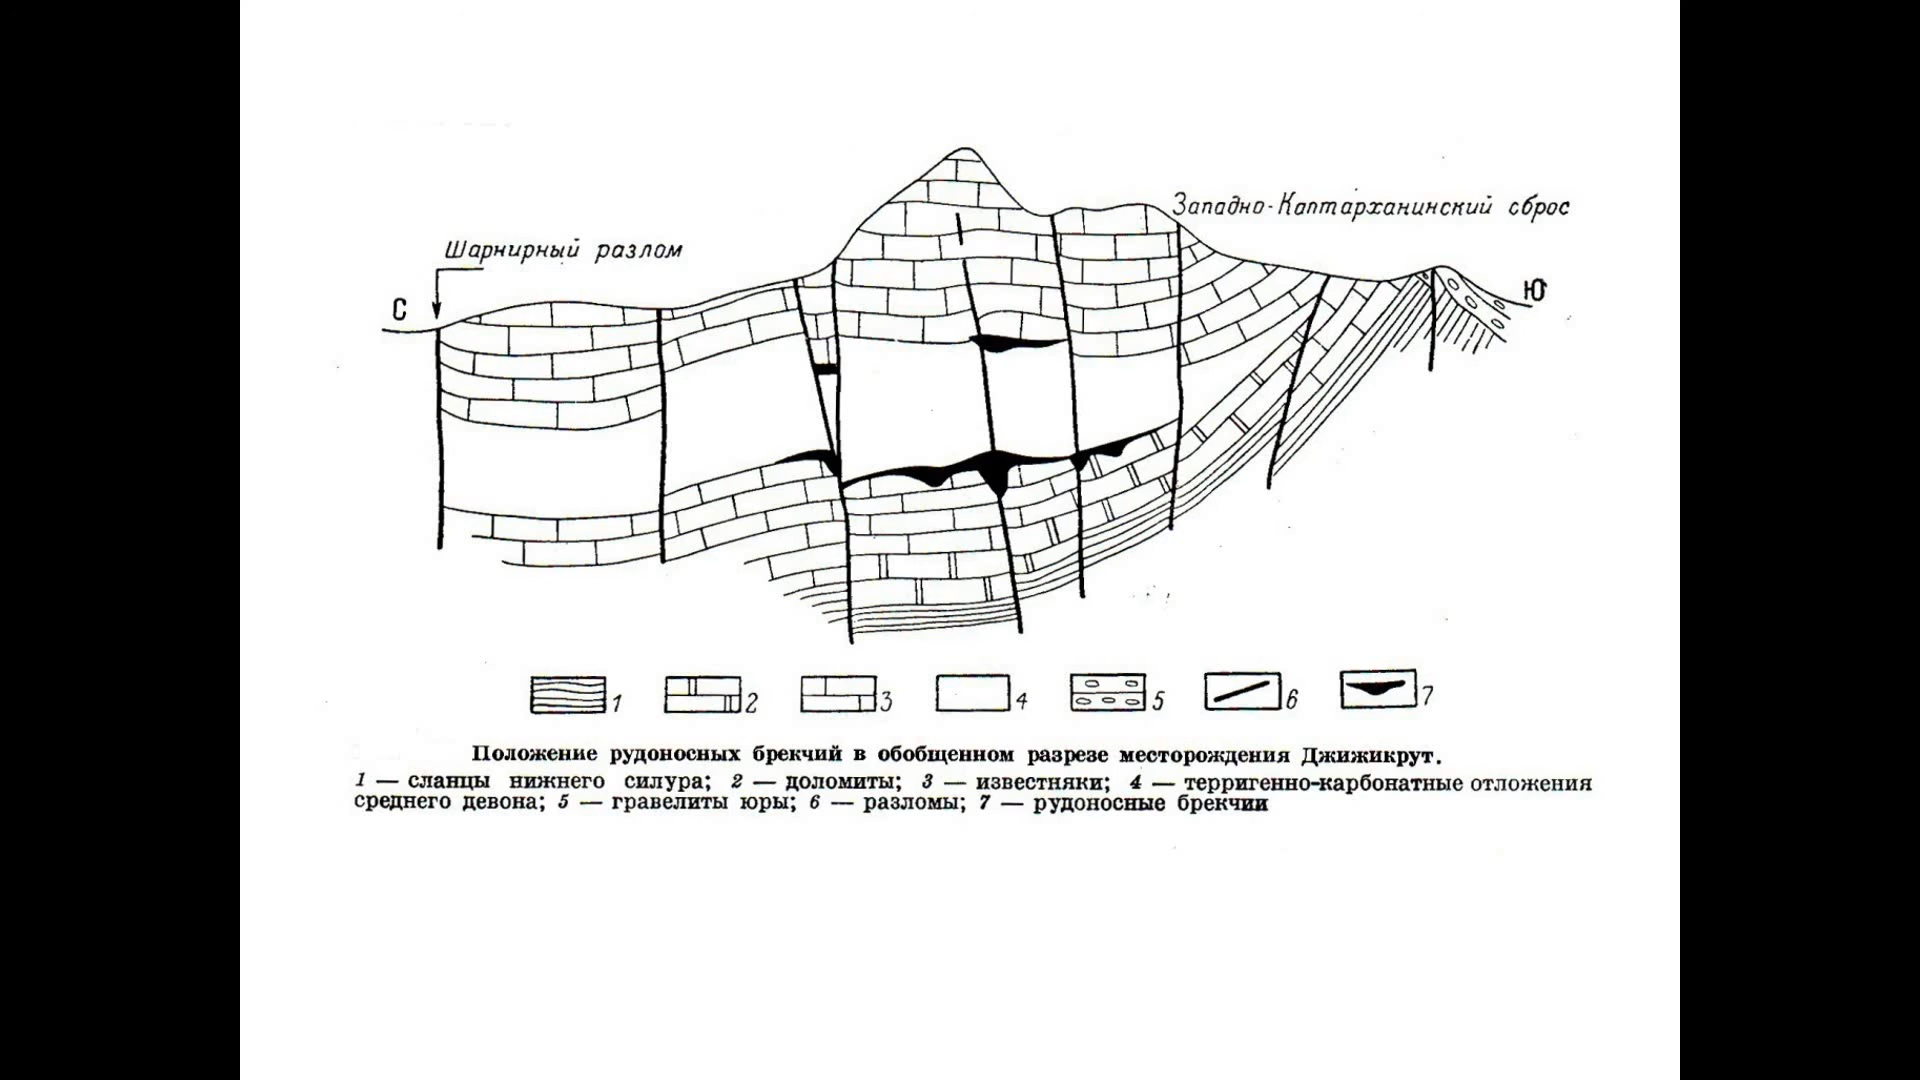 Западно-Каптарханинский сброс
Шарнирный разлом
С
Ю
1 2 3 4 5 6 7
Положение рудоносных брекчий в обобщенном разрезе месторождения Джижикрут.
1 — сланцы нижнего силура; 2 — доломиты; 3 — известняки; 4 — терригенно-карбонатные отложения
среднего девона; 5 — гравелиты юры; 6 — разломы; 7 — рудоносные брекчии